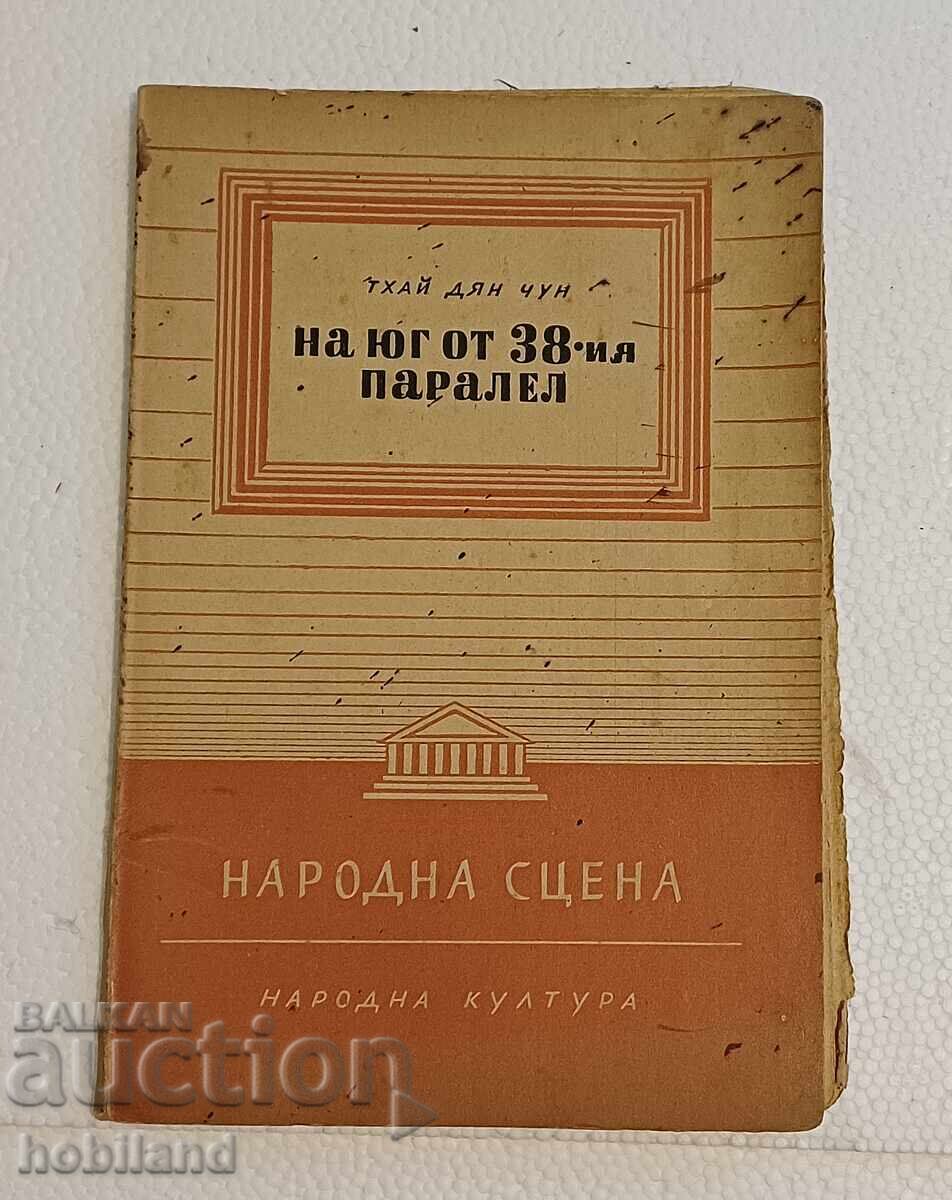 ТХАЙ ДЯН ЧУН
НА ЮГ ОТ 38-ИЯ
ПАРАЛЕЛ
НАРОДНА СЦЕНА
НАРОДНА КУЛТУРА
BALKAN
auction
hobiland